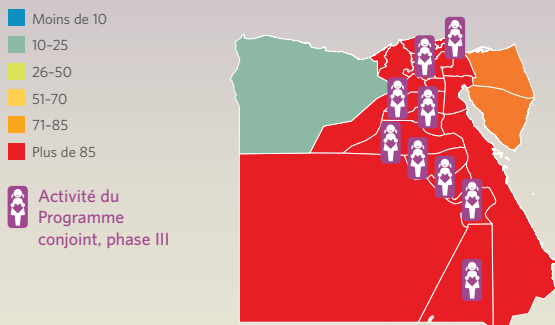 Moins de 10
10–25
26–50
51–70
71–85
Plus de 85
Activité du
Programme
conjoint, phase III